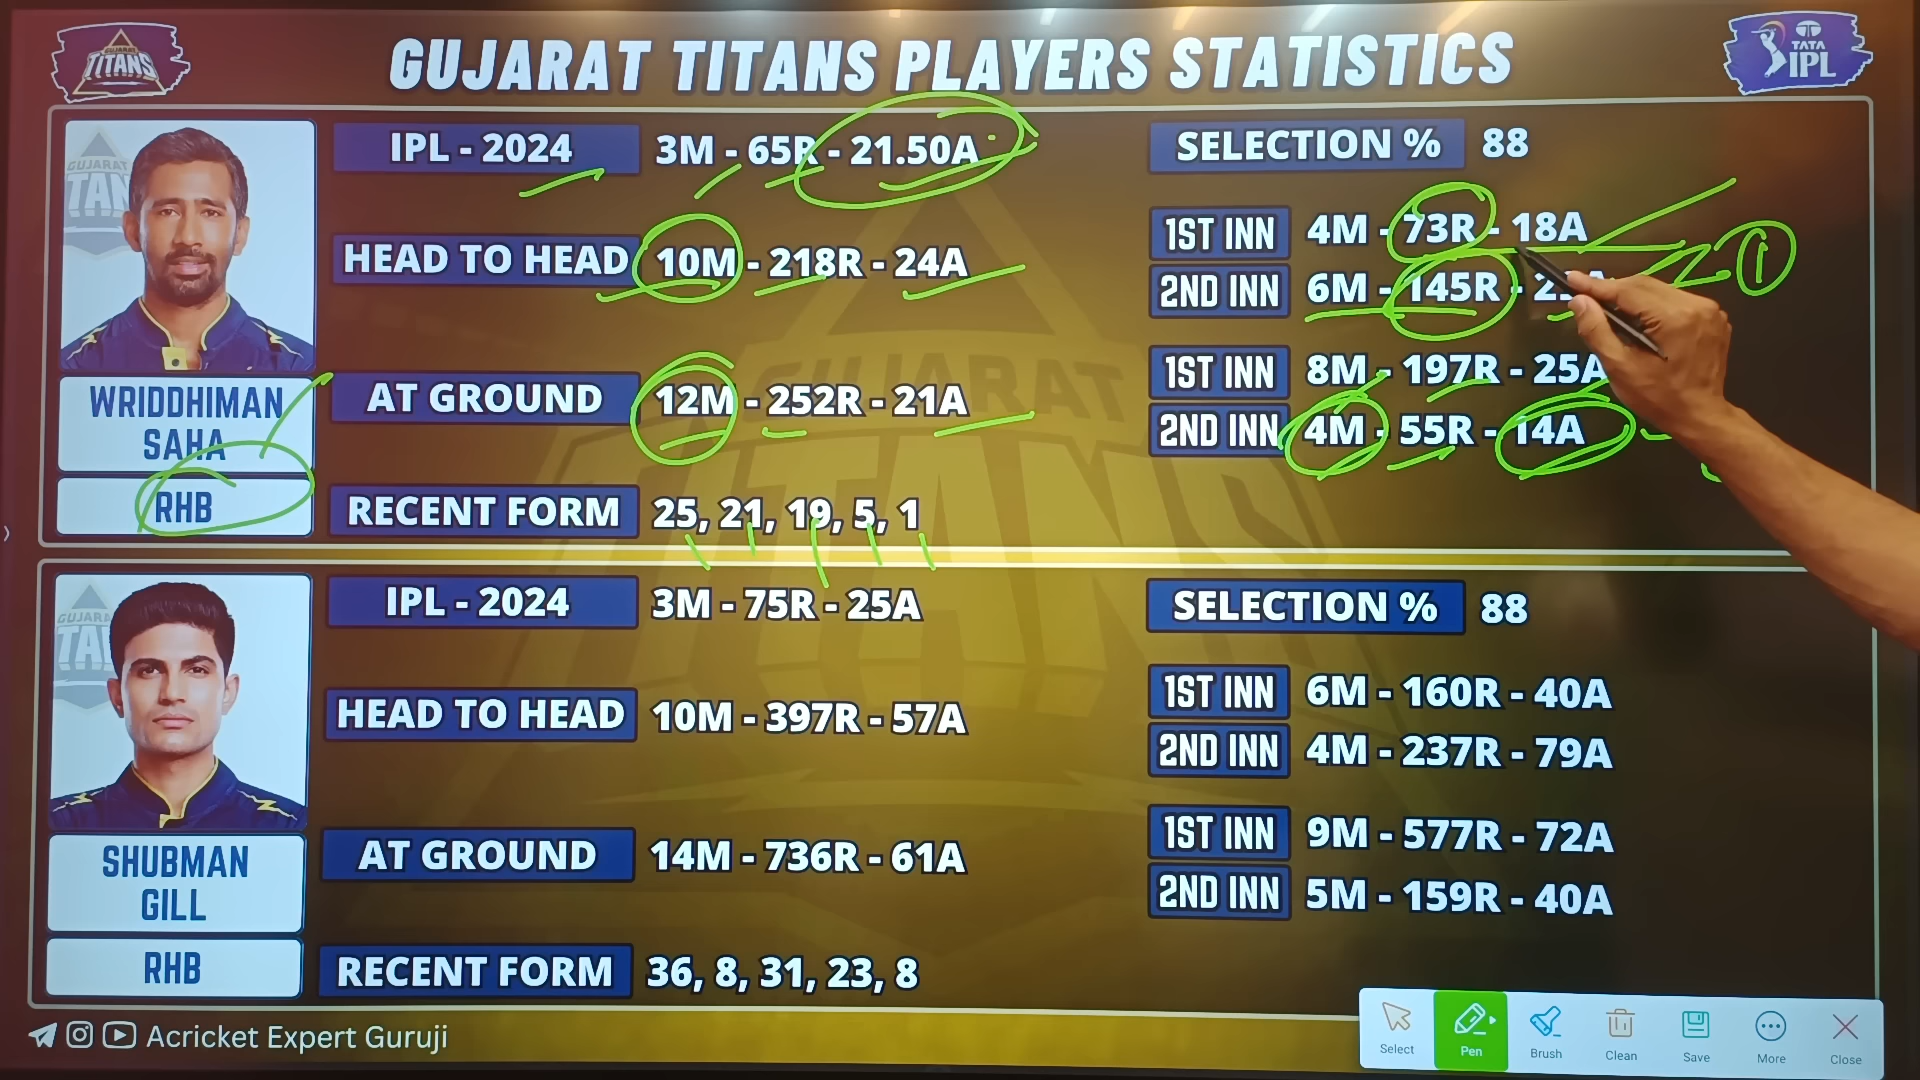 TITANS
GUJARAT TITANS PLAYERS STATISTICS
TATA
IPL
IPL - 2024 3M - 65R - 21.50A
SELECTION % 88
HEAD TO HEAD 10M - 218R - 24A
1ST INN 4M - 73R - 18A
2ND INN 6M - 145R -
1
AT GROUND 12M - 252R - 21A
1ST INN 8M - 197R - 25A
2ND INN 4M - 55R - 14A
GUJARAT
WRIDDHIMAN
SAHA
RHB
RECENT FORM 25, 21, 19, 5, 1
GUJARAT
TITANS
IPL - 2024 3M - 75R - 25A
SELECTION % 88
HEAD TO HEAD 10M - 397R - 57A
1ST INN 6M - 160R - 40A
2ND INN 4M - 237R - 79A
AT GROUND 14M - 736R - 61A
1ST INN 9M - 577R - 72A
2ND INN 5M - 159R - 40A
SHUBMAN
GILL
RHB
RECENT FORM 36, 8, 31, 23, 8
Acricket Expert Guruji
Select Pen Brush Clean Save More Close